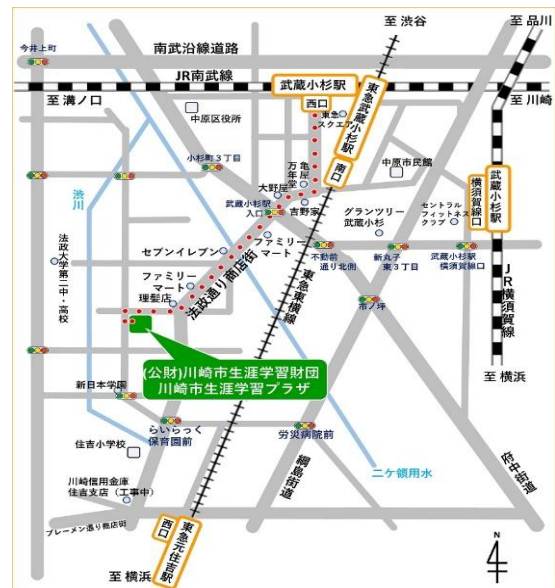 至 渋谷
至 品川
今井上町
南武沿線道路
JR南武線
武蔵小杉駅
西口
至 溝ノ口
至 川崎
中原区役所
東急
スクエア
東急武蔵小杉駅
南口
小杉町3丁目
亀屋
万年堂
大野屋
武蔵小杉駅
入口
吉野家
中原市民館
グランツリー
武蔵小杉
セントラル
フィットネス
クラブ
横須賀線口
武蔵小杉駅
渋川
法政大学第二中・高校
セブンイレブン
ファミリー
マート
不動前
通り北側
新丸子
東3丁目
武蔵小杉駅
横須賀線口
ファミリー
マート
理髪店
法政通り商店街
東急東横線
市ノ坪
JR横須賀線
(公財)川崎市生涯学習財団
川崎市生涯学習プラザ
至 横浜
新日本学園
らいらっく
保育園前
労災病院前
住吉小学校
綱島街道
二ケ領用水
府中街道
川崎信用金庫
住吉支店(工事中)
ブレーメン通り商店街
西口
東急元住吉駅
至 横浜
N